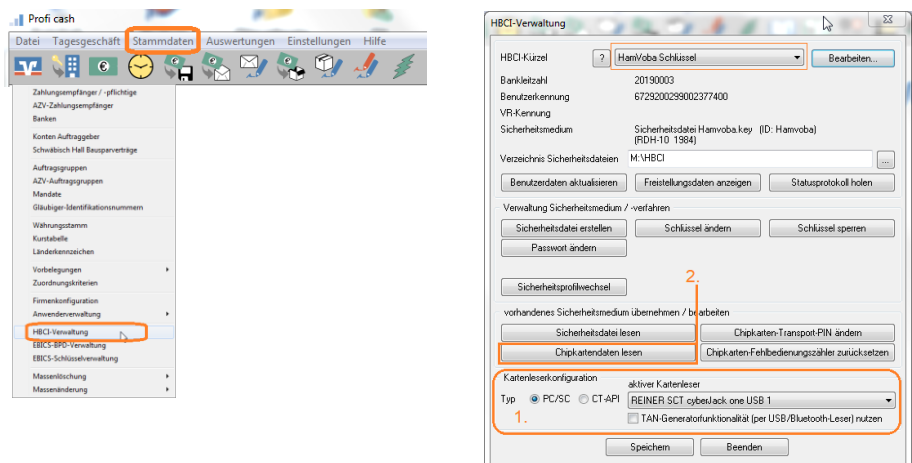 Profi cash
Datei Tagesgeschäft Stammdaten Auswertungen Einstellungen Hilfe
Zahlungsempfänger / -pflichtige
AZV-Zahlungsempfänger
Banken
Konten Auftraggeber
Schwäbisch Hall Bausparverträge
Auftragsgruppen
AZV-Auftragsgruppen
Mandate
Gläubiger-Identifikationsnummern
Währungsstamm
Kurstabelle
Länderkennzeichen
Vorbelegungen
Zuordnungskriterien
Firmenkonfiguration
Anwenderverwaltung
HBCI-Verwaltung
EBICS-BPD-Verwaltung
EBICS-Schlüsselverwaltung
Massenlöschung
Massenänderung
HBCI-Verwaltung
HBCI-Kürzel ? HamVoba Schlüssel Bearbeiten...
Bankleitzahl 20190003
Benutzerkennung 6729200299002377400
VR-Kennung
Sicherheitsmedium Sicherheitsdatei Hamvoba.key (ID: Hamvoba)
(RDH-10 1984)
Verzeichnis Sicherheitsdateien M:\HBCI ...
Benutzerdaten aktualisieren Freistellungsdaten anzeigen Statusprotokoll holen
Verwaltung Sicherheitsmedium / -verfahren
Sicherheitsdatei erstellen Schlüssel ändern Schlüssel sperren
Passwort ändern
2.
Sicherheitsprofilwechsel
vorhandenes Sicherheitsmedium übernehmen / bearbeiten
Sicherheitsdatei lesen Chipkarten-Transport-PIN ändern
Chipkartendaten lesen Chipkarten-Fehlbedienungszähler zurücksetzen
Kartenleserkonfiguration
aktiver Kartenleser
Typ PC/SC CT-API REINER SCT cyberJack one USB 1
1.
TAN-Generatorfunktionalität (per USB/Bluetooth-Leser) nutzen
Speichern Beenden